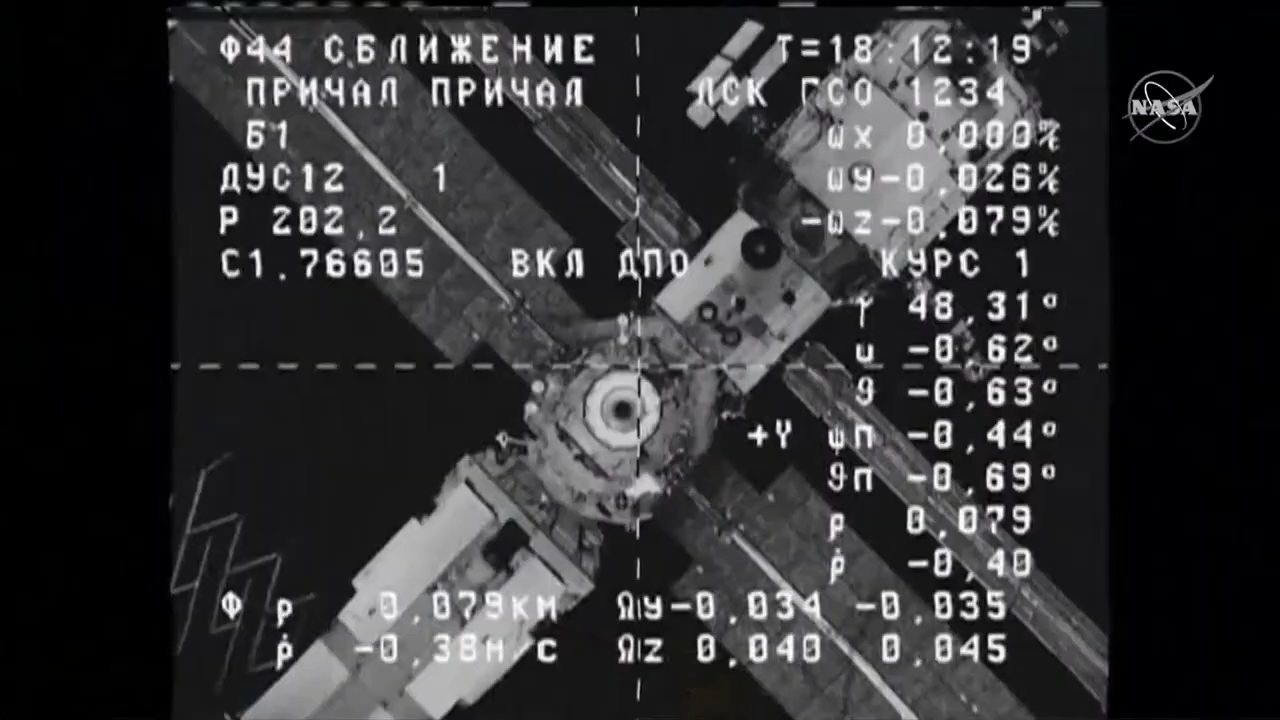 Ф44 СБЛИЖЕНИЕ T=18:12:19
ПРИЧАЛ ПРИЧАЛ ЛСК ГСО 1234
Б1 ωx 0,000%
ДУС12 1 ωy-0,026%
Р 202,2 -ωz-0,079%
С1.76605 ВКЛ ДПО КУРС 1
γ 48,31°
u -0,62°
ϑ -0,63°
+Y ψп -0,44°
ϑп -0,69°
ρ 0,079
ρ̇ -0,40
Ф ρ 0,079км Ωy-0,034 -0,035
ρ̇ -0,38м/с Ωz 0,040 0,045
NASA